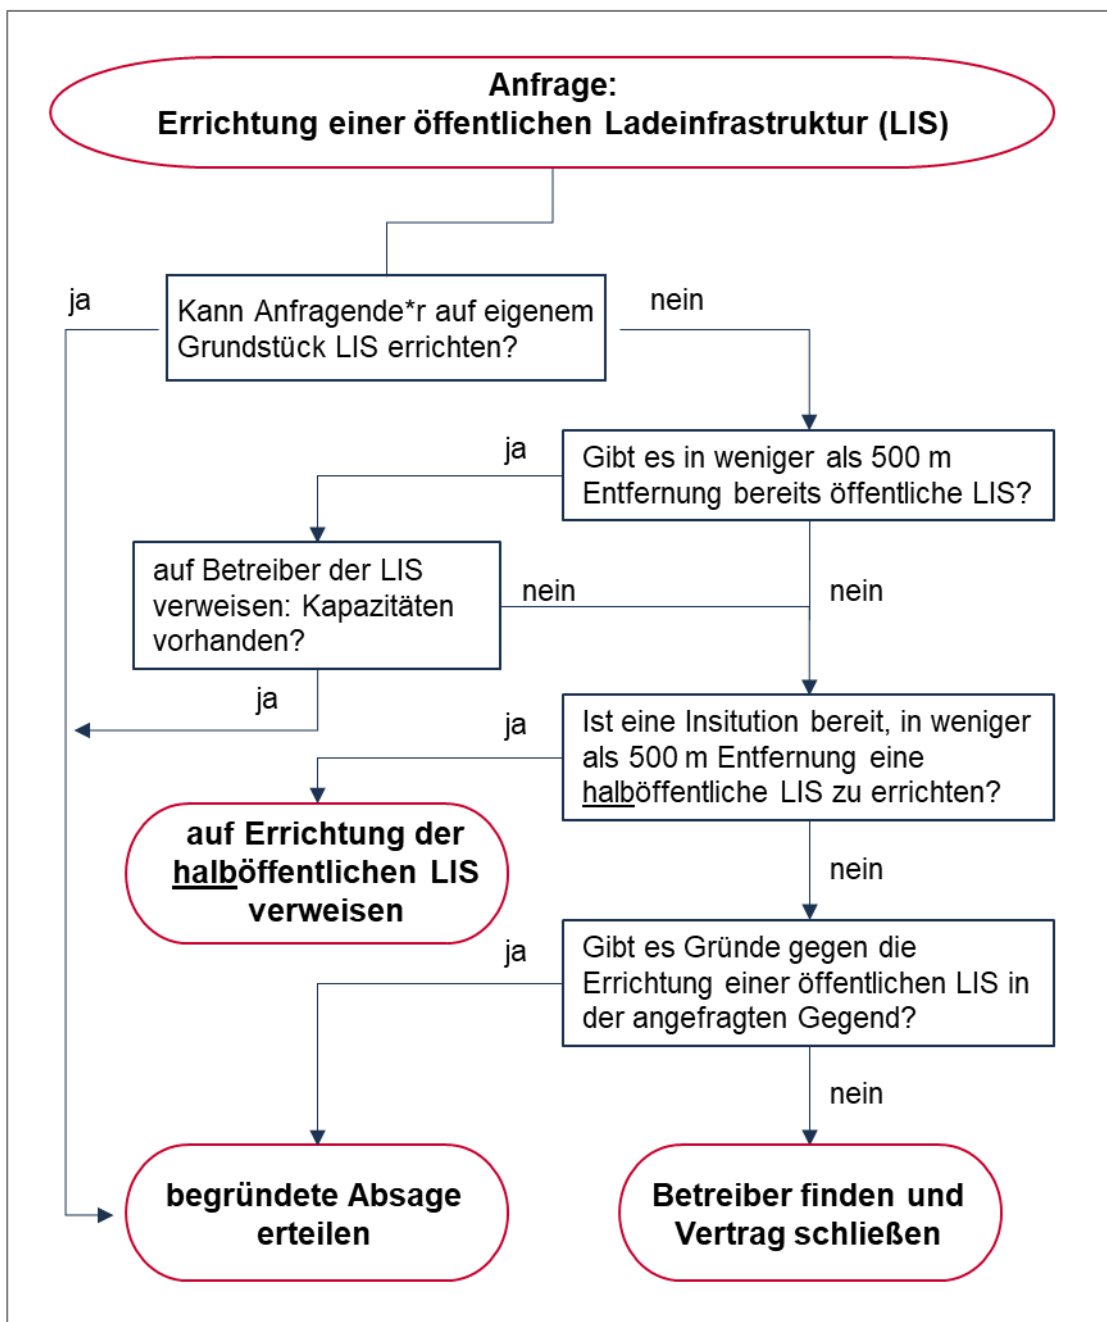 Anfrage:
Errichtung einer öffentlichen Ladeinfrastruktur (LIS)
ja
Kann Anfragende*r auf eigenem
Grundstück LIS errichten?
nein
ja
Gibt es in weniger als 500 m
Entfernung bereits öffentliche LIS?
auf Betreiber der LIS
verweisen: Kapazitäten
vorhanden?
nein
nein
ja
ja
Ist eine Insitution bereit, in weniger
als 500 m Entfernung eine
halböffentliche LIS zu errichten?
auf Errichtung der
halböffentlichen LIS
verweisen
nein
ja
Gibt es Gründe gegen die
Errichtung einer öffentlichen LIS in
der angefragten Gegend?
nein
begründete Absage
erteilen
Betreiber finden und
Vertrag schließen